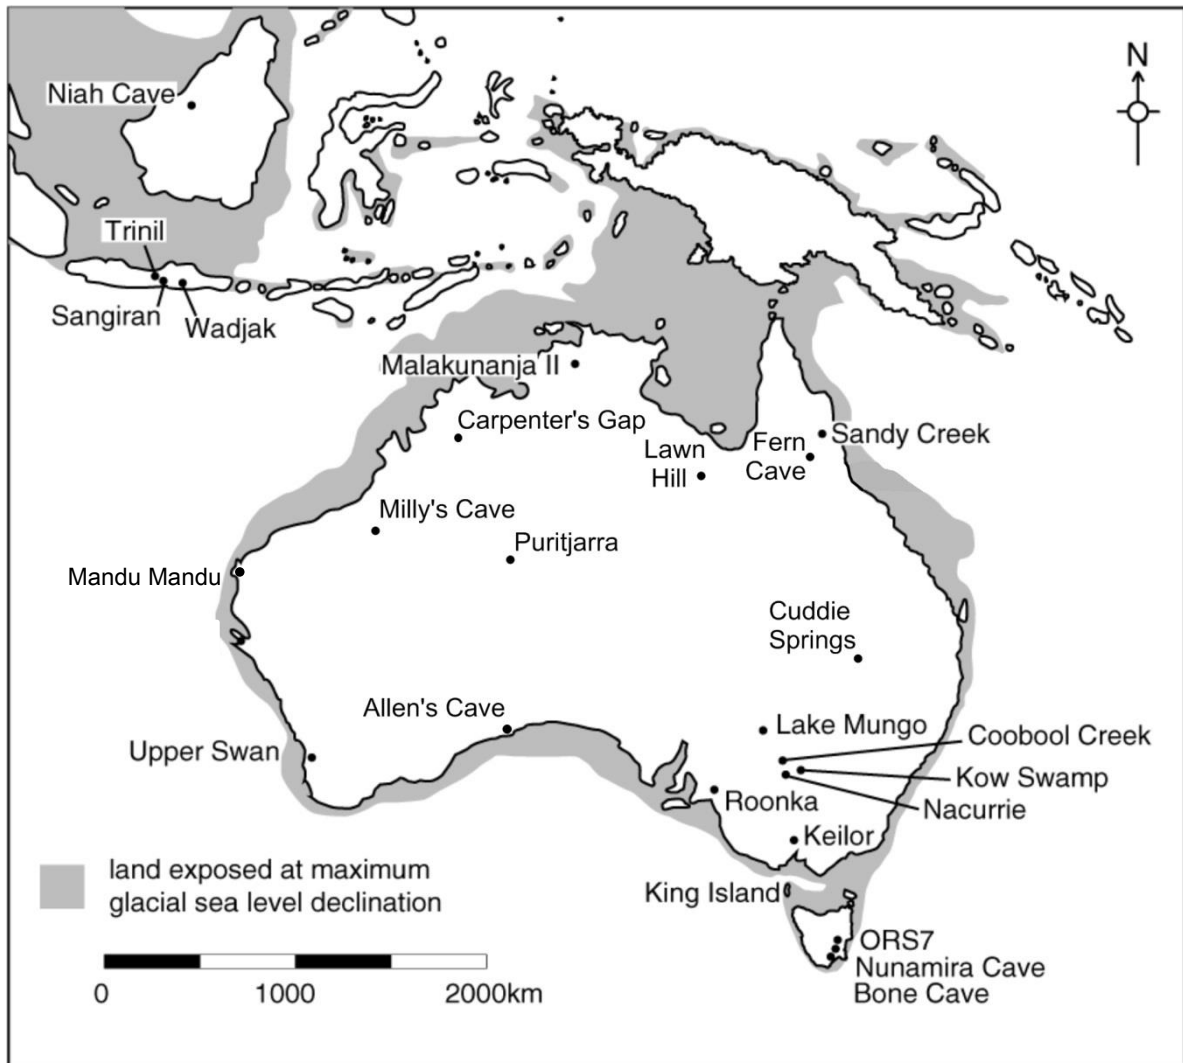 N
Niah Cave
Trinil
Sangiran
Wadjak
Malakunanja II
Carpenter's Gap
Lawn
Hill
Fern
Cave
Sandy Creek
Milly's Cave
Puritjarra
Mandu Mandu
Cuddie
Springs
Allen's Cave
Lake Mungo
Coobool Creek
Upper Swan
Kow Swamp
Roonka
Nacurrie
Keilor
land exposed at maximum
glacial sea level declination
King Island
ORS7
Nunamira Cave
Bone Cave
0 1000 2000km